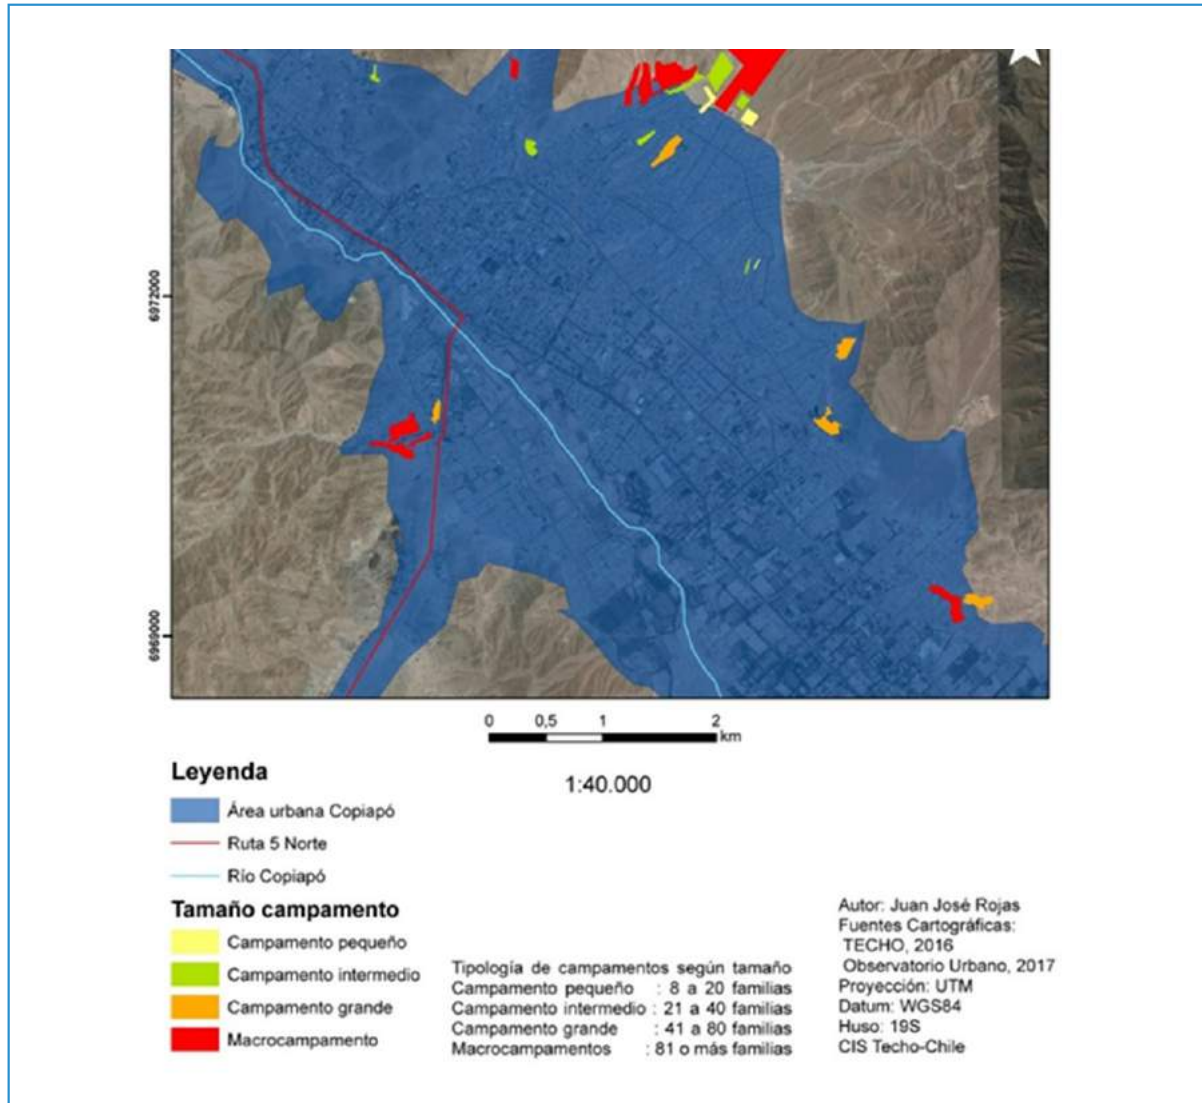 6972000
6969000
0 0,5 1 2
km
1:40.000
Leyenda
Área urbana Copiapó
Ruta 5 Norte
Río Copiapó
Tamaño campamento
Campamento pequeño
Campamento intermedio
Campamento grande
Macrocampamento
Tipología de campamentos según tamaño
Campamento pequeño : 8 a 20 familias
Campamento intermedio : 21 a 40 familias
Campamento grande : 41 a 80 familias
Macrocampamentos : 81 o más familias
Autor: Juan José Rojas
Fuentes Cartográficas:
TECHO, 2016
Observatorio Urbano, 2017
Proyección: UTM
Datum: WGS84
Huso: 19S
CIS Techo-Chile